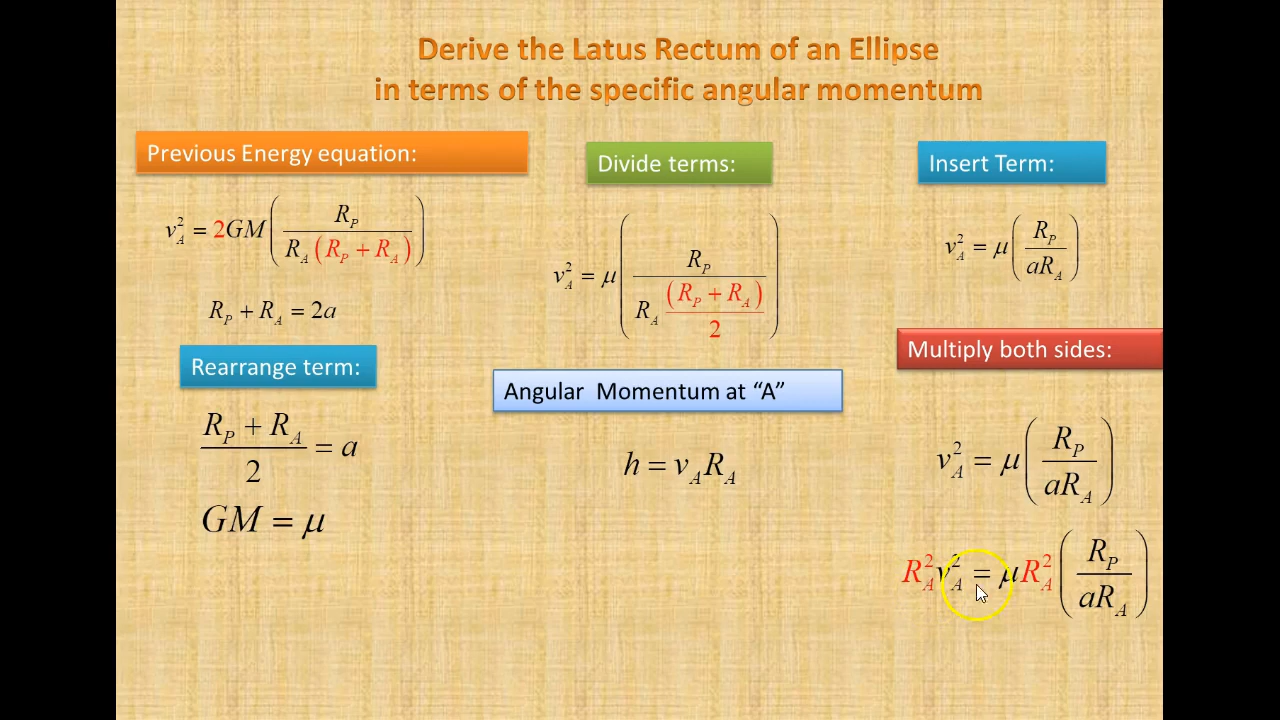 Derive the Latus Rectum of an Ellipse
in terms of the specific angular momentum
Previous Energy equation:
v_A^2 = 2GM ( R_P / ( R_A ( R_P + R_A ) ) )
R_P + R_A = 2a
Rearrange term:
( R_P + R_A ) / 2 = a
GM = μ
Divide terms:
v_A^2 = μ ( R_P / ( R_A ( R_P + R_A ) / 2 ) )
Angular Momentum at “A”
h = v_A R_A
Insert Term:
v_A^2 = μ ( R_P / aR_A )
Multiply both sides:
v_A^2 = μ ( R_P / aR_A )
R_A^2 v_A^2 = μ R_A^2 ( R_P / aR_A )